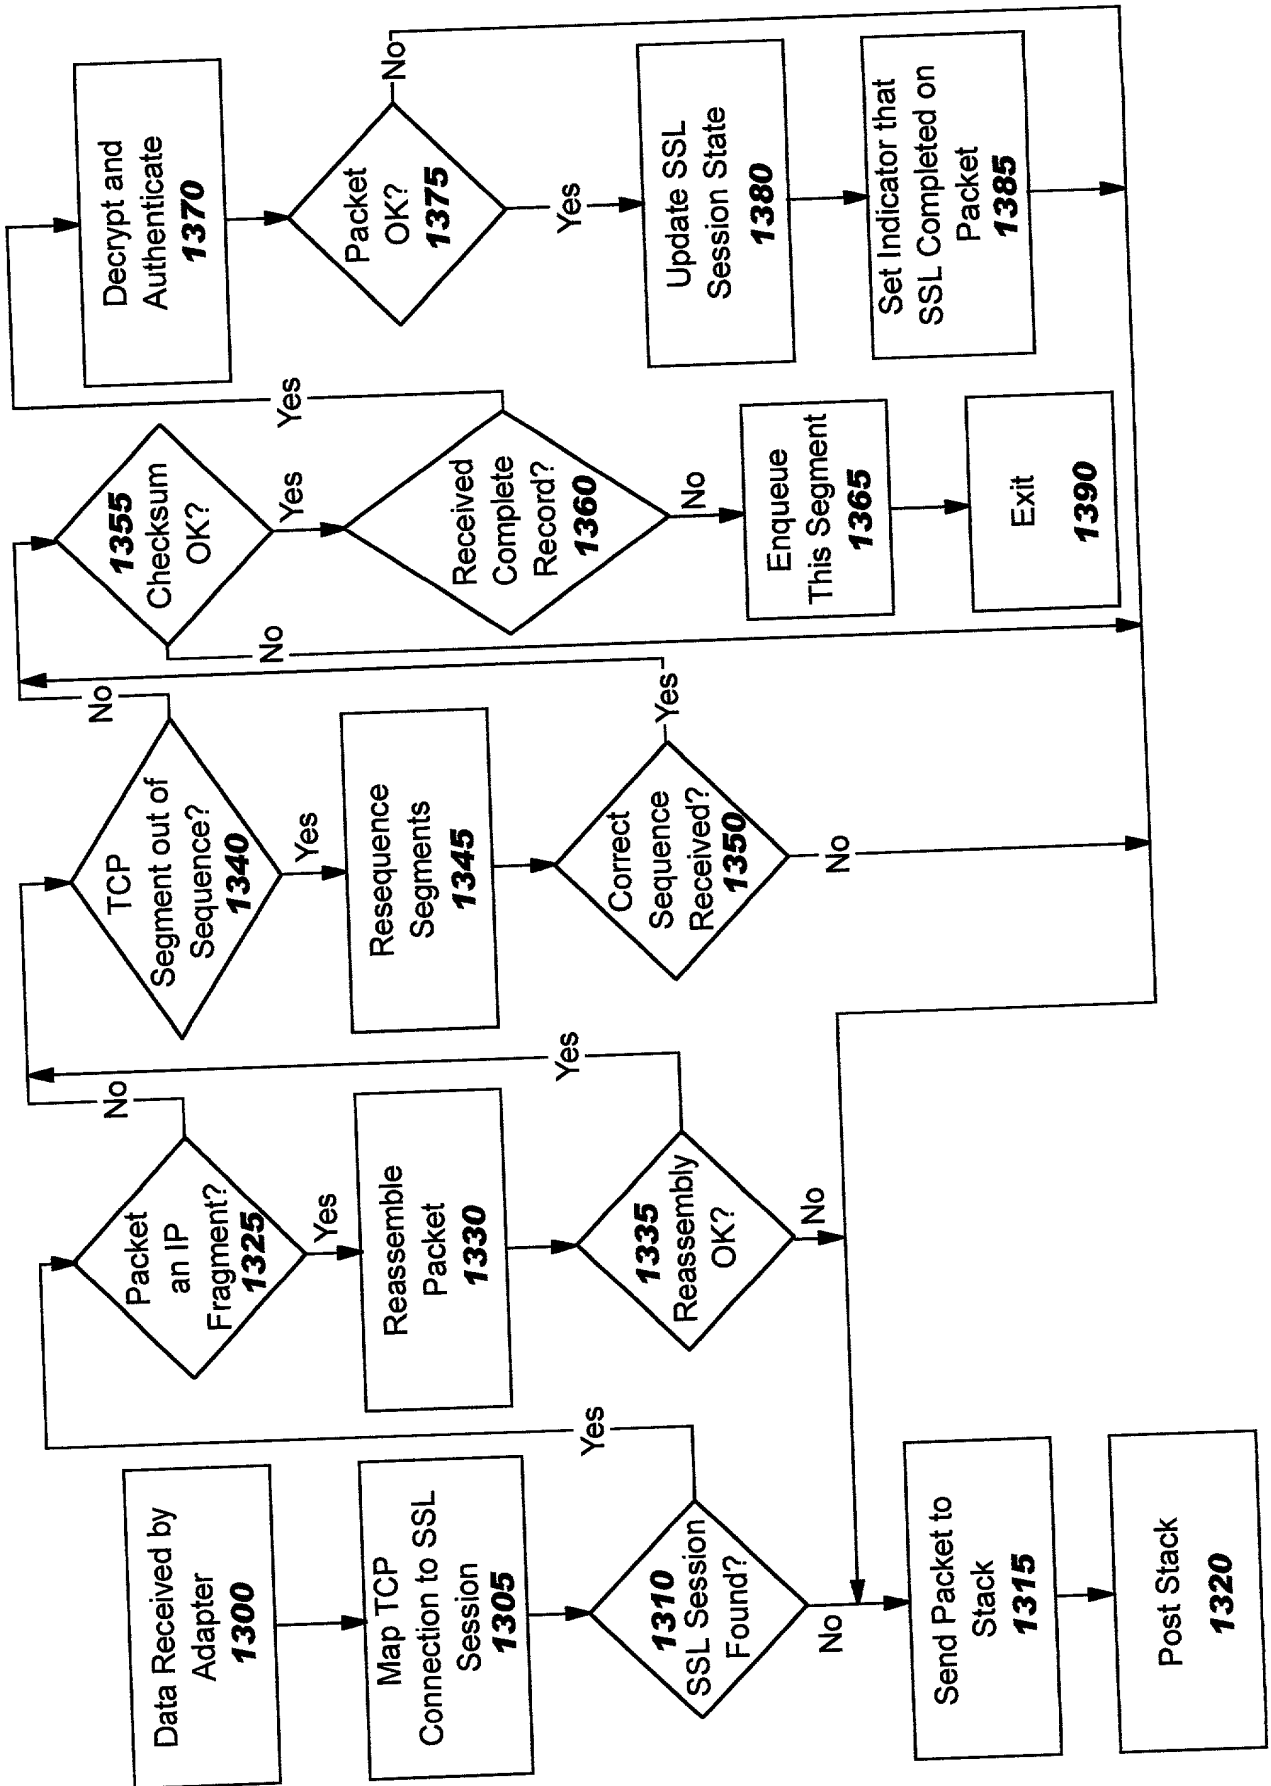 Data Received by
Adapter
1300
Map TCP
Connection to SSL
Session
1305
1310
SSL Session
Found?
Yes
No
Send Packet to
Stack
1315
Post Stack
1320
Packet
an IP
Fragment?
1325
No
Yes
Reassemble
Packet
1330
1335
Reassembly
OK?
Yes
No
TCP
Segment out of
Sequence?
1340
No
Yes
Resequence
Segments
1345
Correct
Sequence
Received?
1350
Yes
No
1355
Checksum
OK?
No
Yes
Received
Complete
Record?
1360
Yes
No
Enqueue
This Segment
1365
Exit
1390
Decrypt and
Authenticate
1370
Packet
OK?
1375
No
Yes
Update SSL
Session State
1380
Set Indicator that
SSL Completed on
Packet
1385